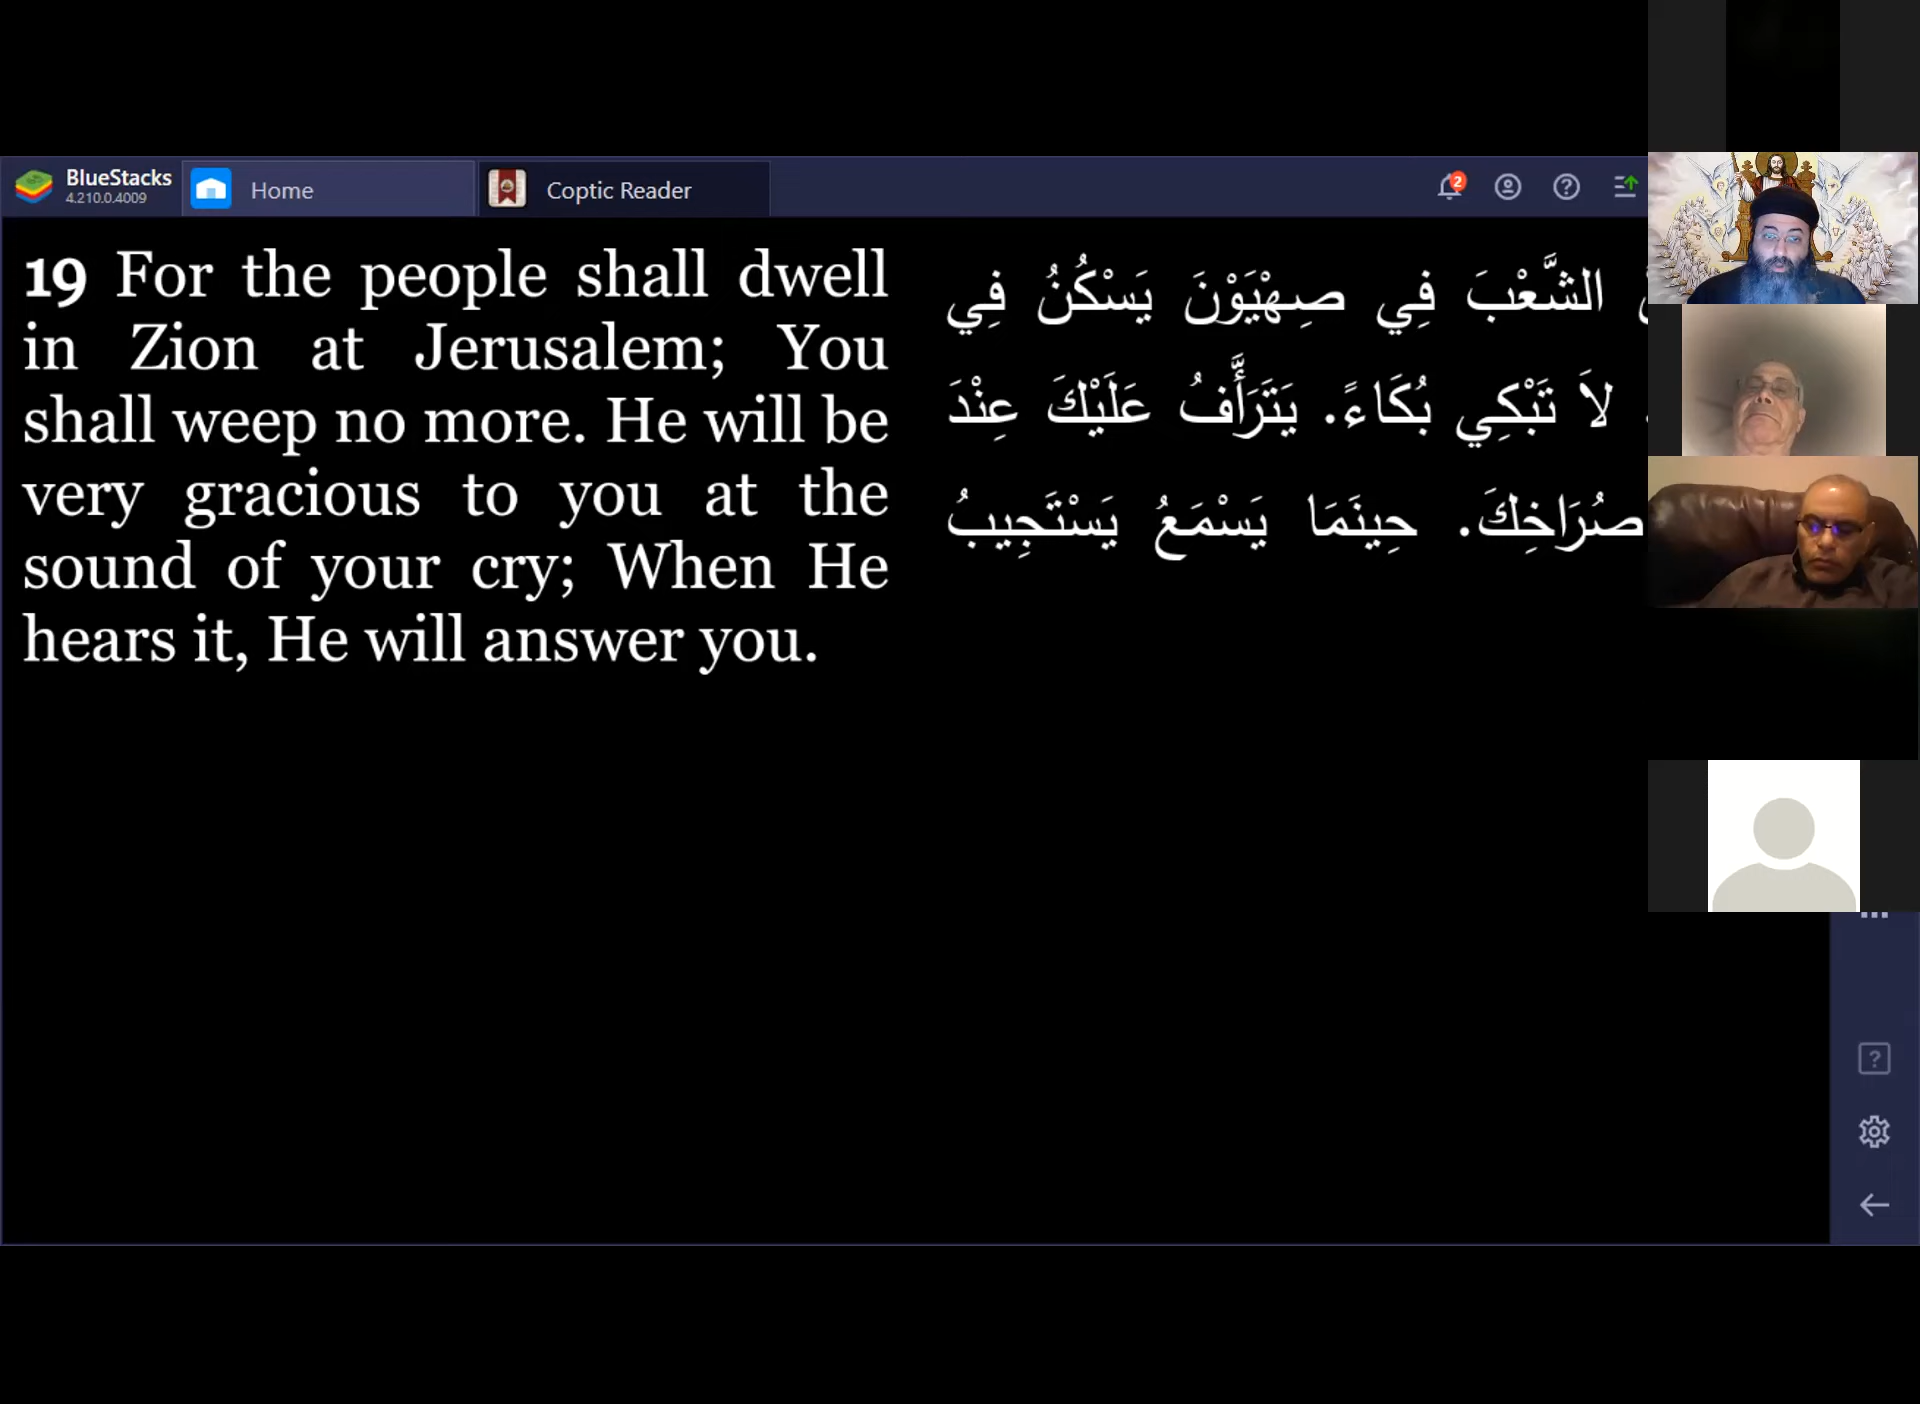 BlueStacks
4.210.0.4009
Home
Coptic Reader
2
19 For the people shall dwell
in Zion at Jerusalem; You
shall weep no more. He will be
very gracious to you at the
sound of your cry; When He
hears it, He will answer you.
الشَّعْبَ فِي صِهْيَوْنَ يَسْكُنُ فِي
لاَ تَبْكِي بُكَاءً. يَتَرَأَّفُ عَلَيْكَ عِنْدَ
صُرَاخِكَ. حِينَمَا يَسْمَعُ يَسْتَجِيبُ